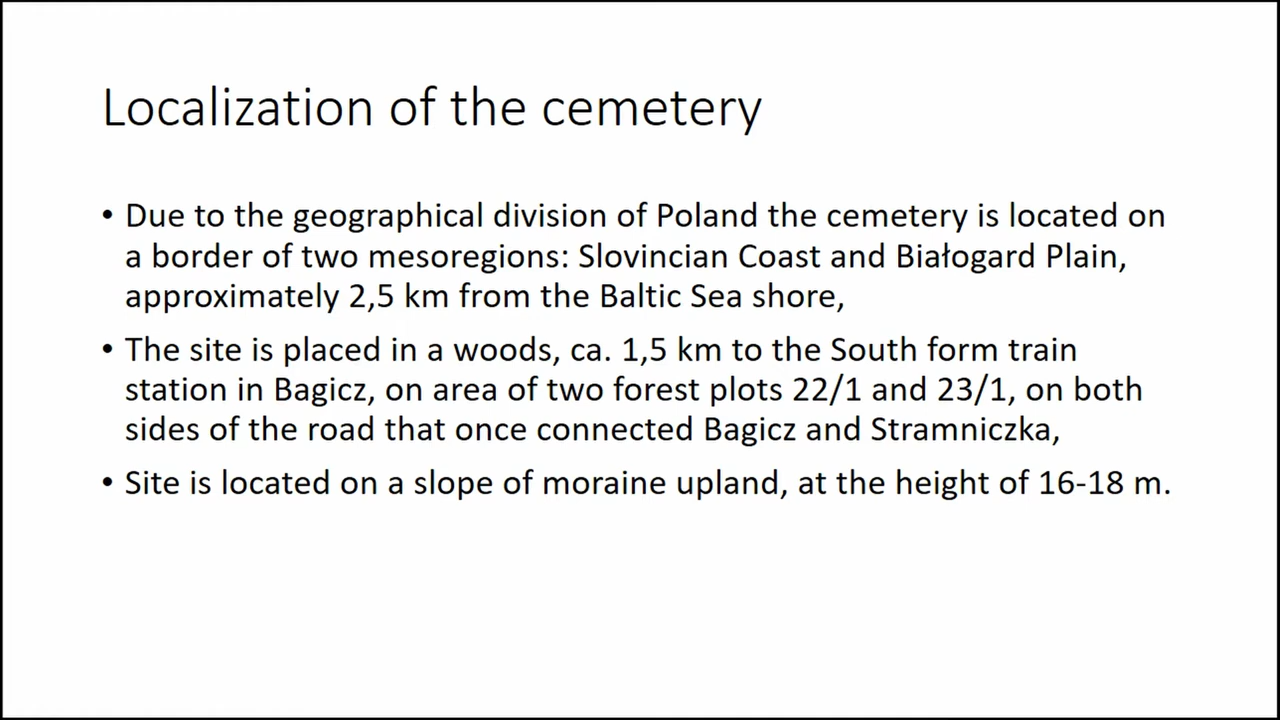 Localization of the cemetery
• Due to the geographical division of Poland the cemetery is located on
a border of two mesoregions: Slovincian Coast and Białogard Plain,
approximately 2,5 km from the Baltic Sea shore,
• The site is placed in a woods, ca. 1,5 km to the South form train
station in Bagicz, on area of two forest plots 22/1 and 23/1, on both
sides of the road that once connected Bagicz and Stramniczka,
• Site is located on a slope of moraine upland, at the height of 16-18 m.